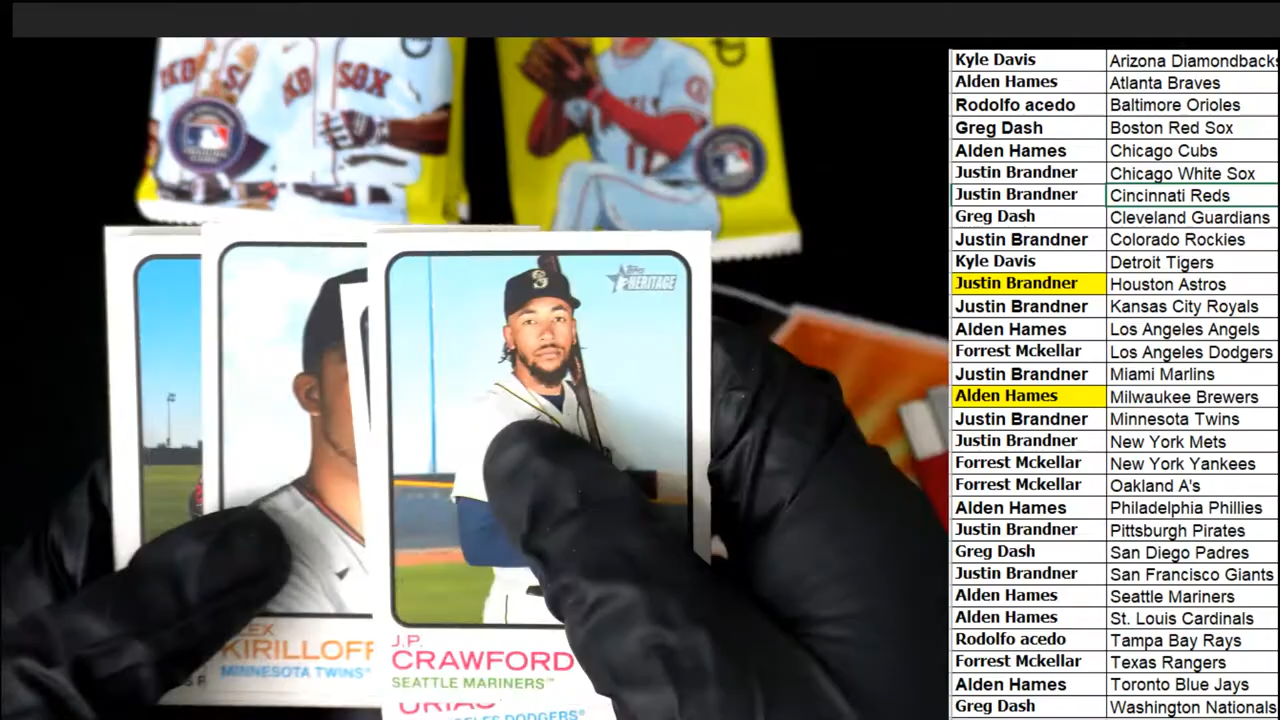 SOX
Topps
HERITAGE
KIRILLOFF
MINNESOTA TWINS™
J.P.
CRAWFORD
SEATTLE MARINERS™
URIAS
DODGERS®
Kyle Davis Arizona Diamondbacks
Alden Hames Atlanta Braves
Rodolfo acedo Baltimore Orioles
Greg Dash Boston Red Sox
Alden Hames Chicago Cubs
Justin Brandner Chicago White Sox
Justin Brandner Cincinnati Reds
Greg Dash Cleveland Guardians
Justin Brandner Colorado Rockies
Kyle Davis Detroit Tigers
Justin Brandner Houston Astros
Justin Brandner Kansas City Royals
Alden Hames Los Angeles Angels
Forrest Mckellar Los Angeles Dodgers
Justin Brandner Miami Marlins
Alden Hames Milwaukee Brewers
Justin Brandner Minnesota Twins
Justin Brandner New York Mets
Forrest Mckellar New York Yankees
Forrest Mckellar Oakland A's
Alden Hames Philadelphia Phillies
Justin Brandner Pittsburgh Pirates
Greg Dash San Diego Padres
Justin Brandner San Francisco Giants
Alden Hames Seattle Mariners
Alden Hames St. Louis Cardinals
Rodolfo acedo Tampa Bay Rays
Forrest Mckellar Texas Rangers
Alden Hames Toronto Blue Jays
Greg Dash Washington Nationals